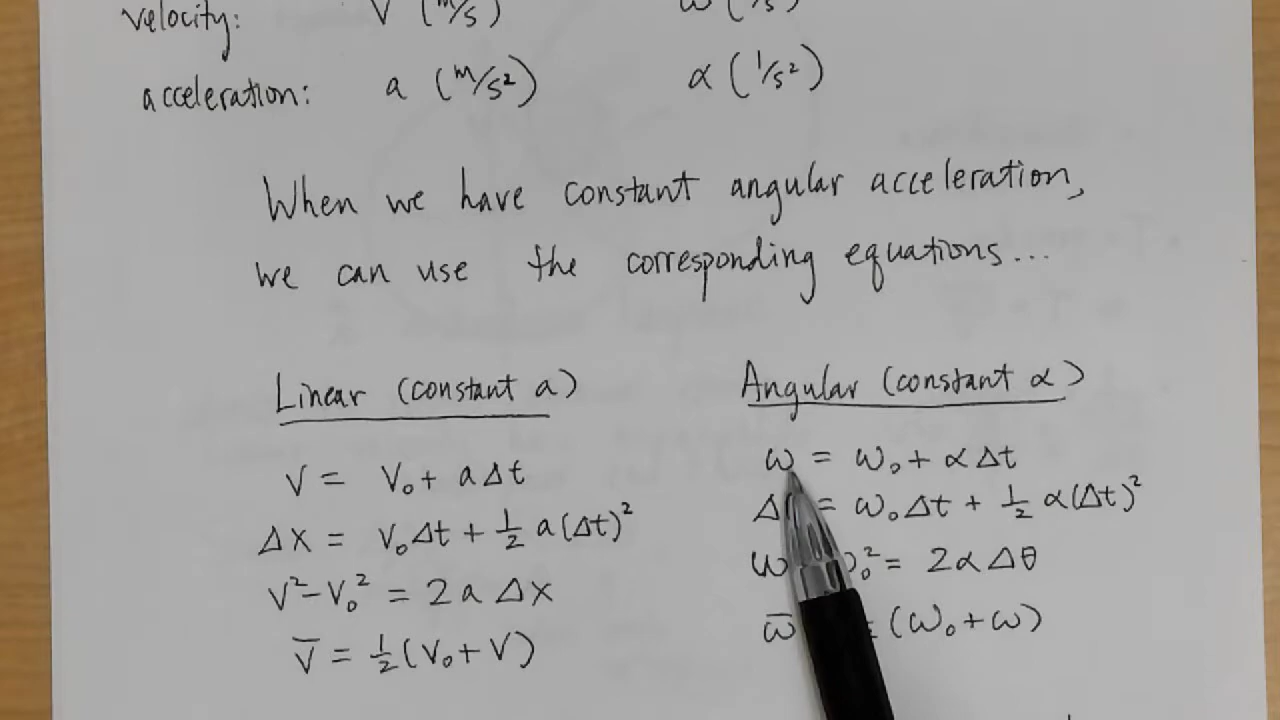 velocity: v (m/s) ω (1/s)
acceleration: a (m/s²) α (1/s²)
When we have constant angular acceleration,
we can use the corresponding equations...
Linear (constant a)
v = v₀ + aΔt
Δx = v₀Δt + ½ a(Δt)²
v² - v₀² = 2aΔx
v̅ = ½(v₀ + v)
Angular (constant α)
ω = ω₀ + αΔt
Δ = ω₀Δt + ½ α(Δt)²
ω ₀² = 2αΔθ
ω̅ (ω₀ + ω)